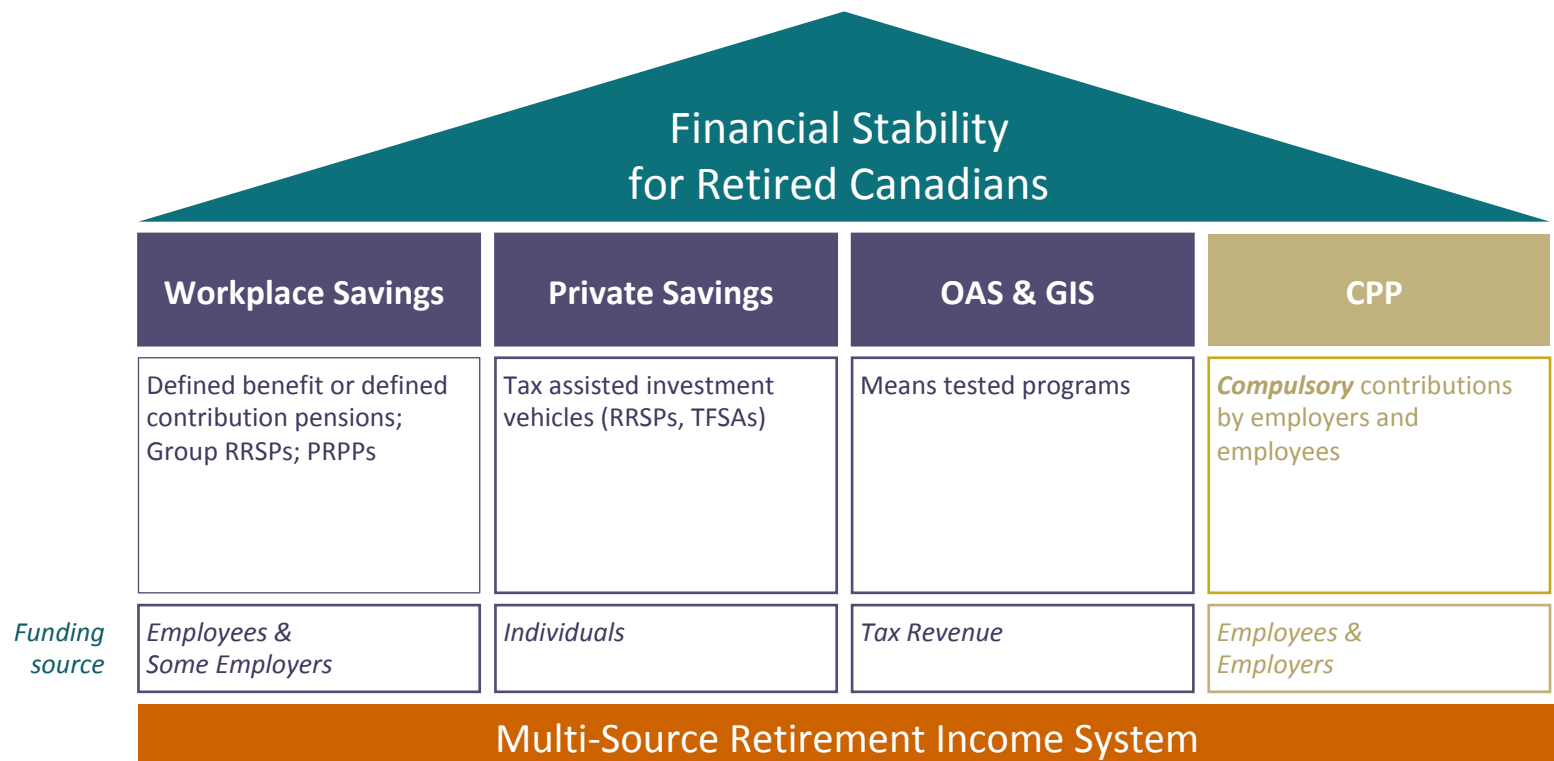 Financial Stability
for Retired Canadians
Workplace Savings
Private Savings
OAS & GIS
CPP
Defined benefit or defined
contribution pensions;
Group RRSPs; PRPPs
Tax assisted investment
vehicles (RRSPs, TFSAs)
Means tested programs
Compulsory contributions
by employers and
employees
Funding
source
Employees &
Some Employers
Individuals
Tax Revenue
Employees &
Employers
Multi-Source Retirement Income System